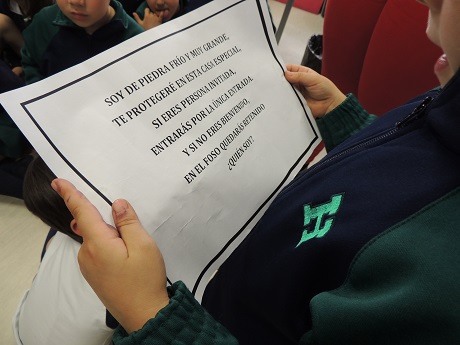 SOY DE PIEDRA FRÍO Y MUY GRANDE,
TE PROTEGERÉ EN ESTA CASA ESPECIAL,
SI ERES PERSONA INVITADA,
ENTRARÁS POR LA ÚNICA ENTRADA
Y SI NO ERES BIENVENIDO,
EN EL FOSO QUEDARÁS RETENIDO
¿QUIÉN SOY?